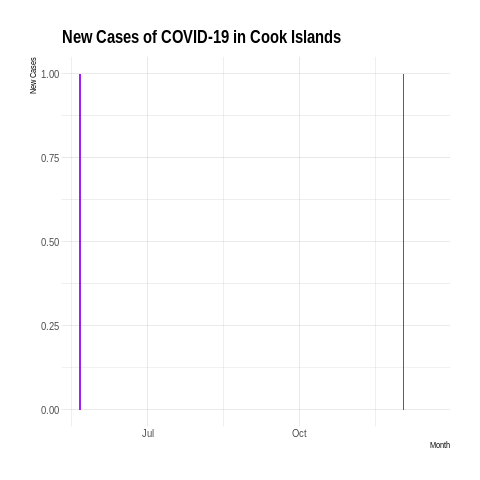 New Cases of COVID-19 in Cook Islands
New Cases
1.00
0.75
0.50
0.25
0.00
Jul
Oct
Month